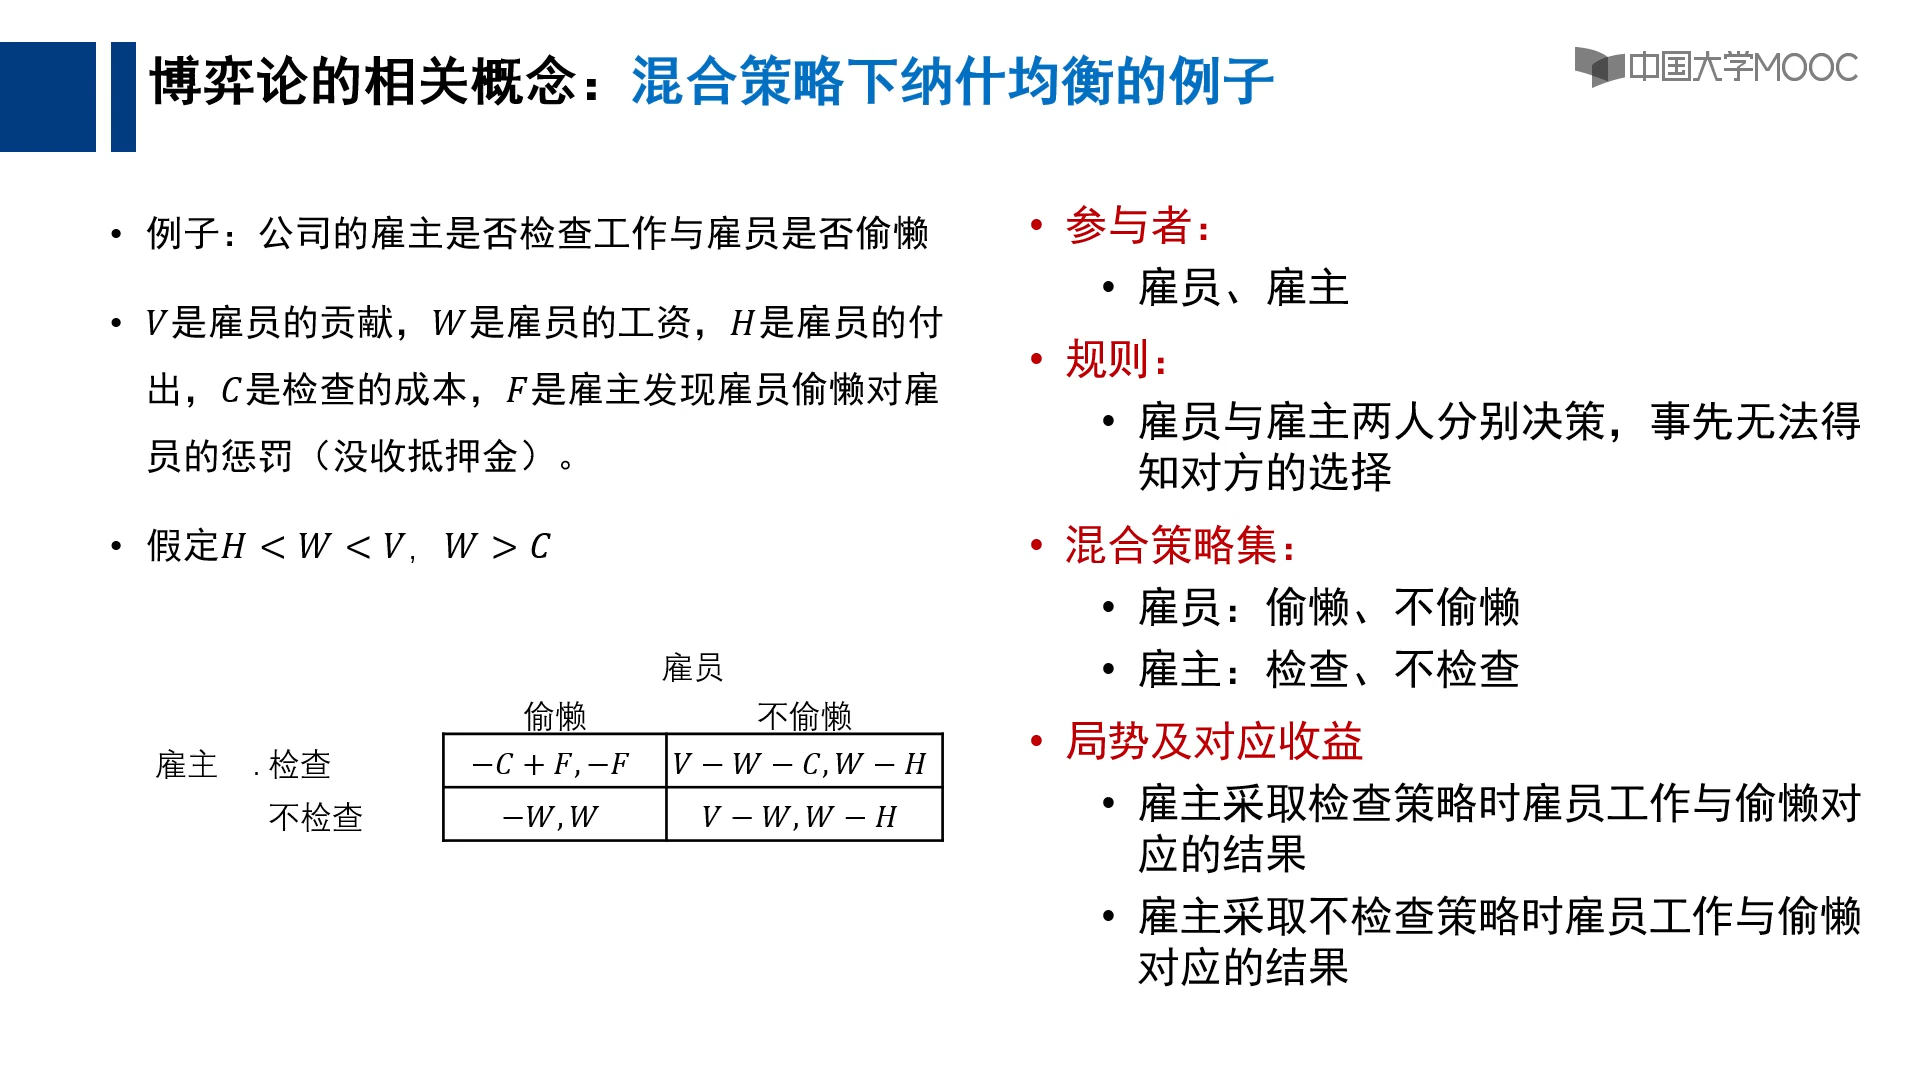 博弈论的相关概念：混合策略下纳什均衡的例子
中国大学MOOC
• 例子：公司的雇主是否检查工作与雇员是否偷懒
• V是雇员的贡献，W是雇员的工资，H是雇员的付
出，C是检查的成本，F是雇主发现雇员偷懒对雇
员的惩罚（没收抵押金）。
• 假定H < W < V, W > C
雇员
偷懒 不偷懒
雇主 . 检查 −C + F, −F V − W − C, W − H
不检查 −W, W V − W, W − H
• 参与者：
• 雇员、雇主
• 规则：
• 雇员与雇主两人分别决策，事先无法得
知对方的选择
• 混合策略集：
• 雇员：偷懒、不偷懒
• 雇主：检查、不检查
• 局势及对应收益
• 雇主采取检查策略时雇员工作与偷懒对
应的结果
• 雇主采取不检查策略时雇员工作与偷懒
对应的结果